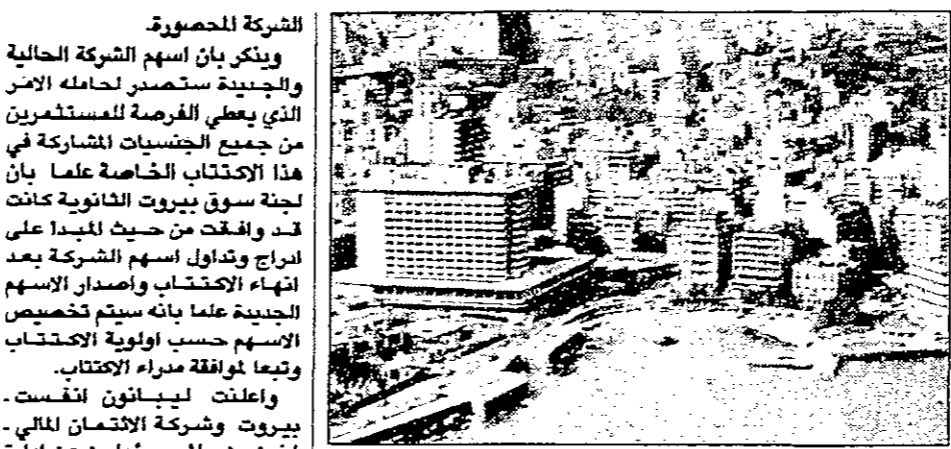 الشركة المحصورة.
ويذكر بان اسهم الشركة الحالية
والجديدة ستصدر لحامله الامر
الذي يعطي الفرصة للمستثمرين
من جميع الجنسيات المشاركة في
هذا الاكتتاب الخاصة علما بان
لجنة سوق بيروت الثانوية كانت
قد وافقت من حيث المبدا على
ادراج وتداول اسهم الشركة بعد
انهاء الاكتتاب واصدار الاسهم
الجديدة علما بانه سيتم تخصيص
الاسهم حسب اولوية الاكتتاب
وتبعا لموافقة مدراء الاكتتاب.
واعلنت ليبانون انفست -
بيروت وشركة الائتمان المالي -